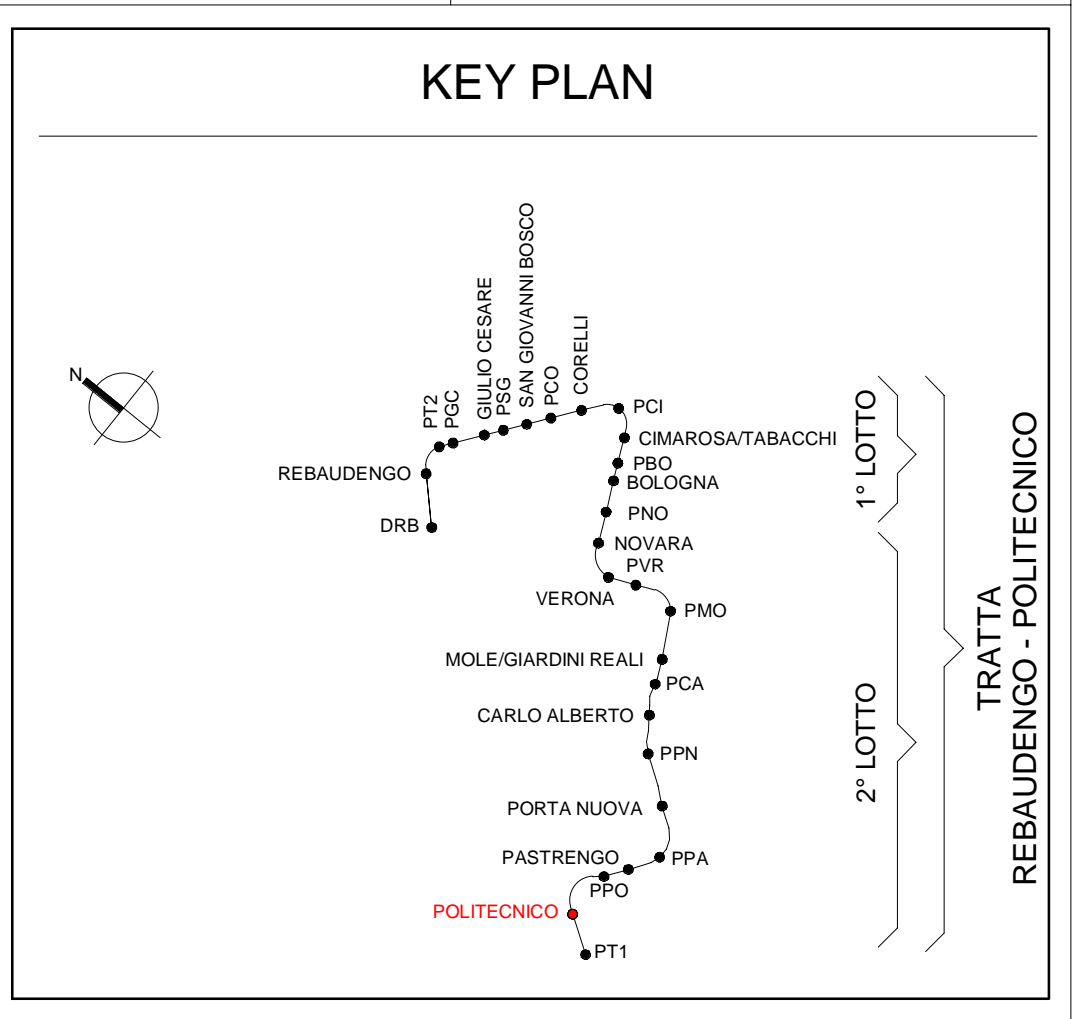 KEY PLAN
N
PT2
PGC
GIULIO CESARE
PSG
SAN GIOVANNI BOSCO
PCO
CORELLI
PCI
CIMAROSA/TABACCHI
REBAUDENGO
PBO
BOLOGNA
DRB
PNO
NOVARA
PVR
VERONA
PMO
MOLE/GIARDINI REALI
PCA
CARLO ALBERTO
PPN
PORTA NUOVA
PASTRENGO
PPA
PPO
POLITECNICO
PT1
1° LOTTO
2° LOTTO
TRATTA
REBAUDENGO - POLITECNICO